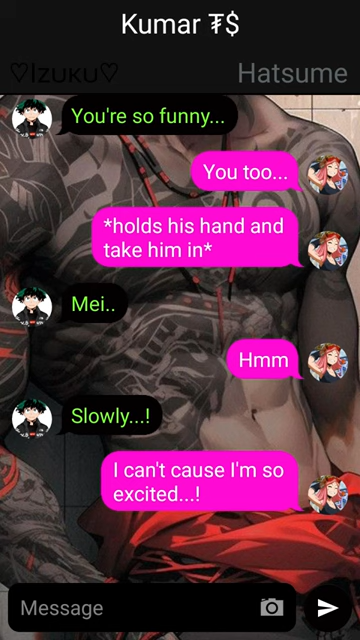 Kumar ₮$
♡Izuku♡
Hatsume
You're so funny...
You too...
*holds his hand and
take him in*
Mei..
Hmm
Slowly...!
I can't cause I'm so
excited...!
Message